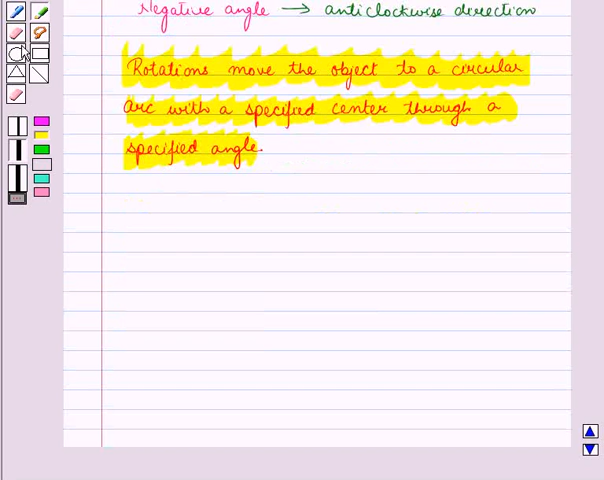 Negative angle → anticlockwise direction
Rotations move the object to a circular
arc with a specified center through a
specified angle.